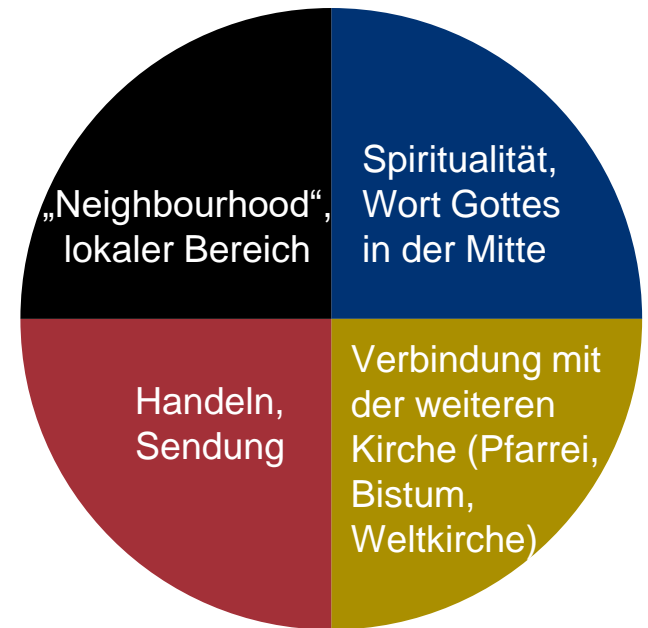 „Neighbourhood“,
lokaler Bereich
Spiritualität,
Wort Gottes
in der Mitte
Handeln,
Sendung
Verbindung mit
der weiteren
Kirche (Pfarrei,
Bistum,
Weltkirche)